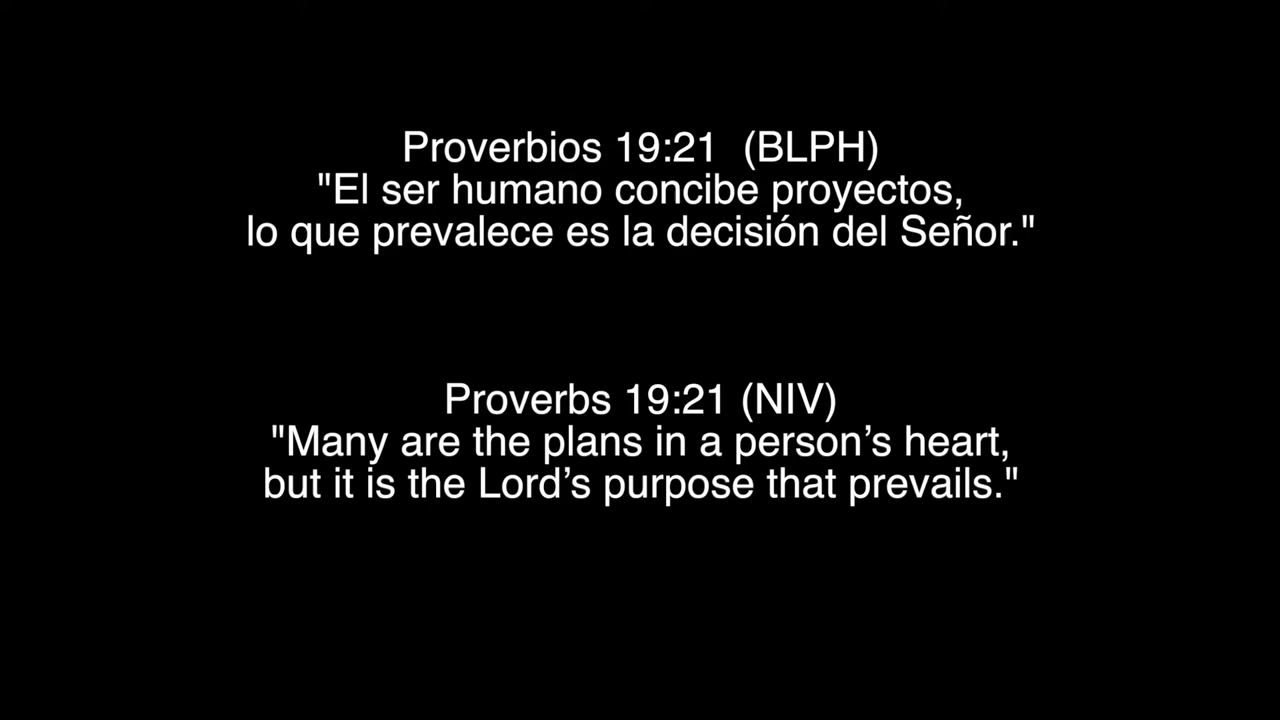 Proverbios 19:21  (BLPH)
"El ser humano concibe proyectos,
lo que prevalece es la decisión del Señor."
Proverbs 19:21 (NIV)
"Many are the plans in a person’s heart,
but it is the Lord’s purpose that prevails."